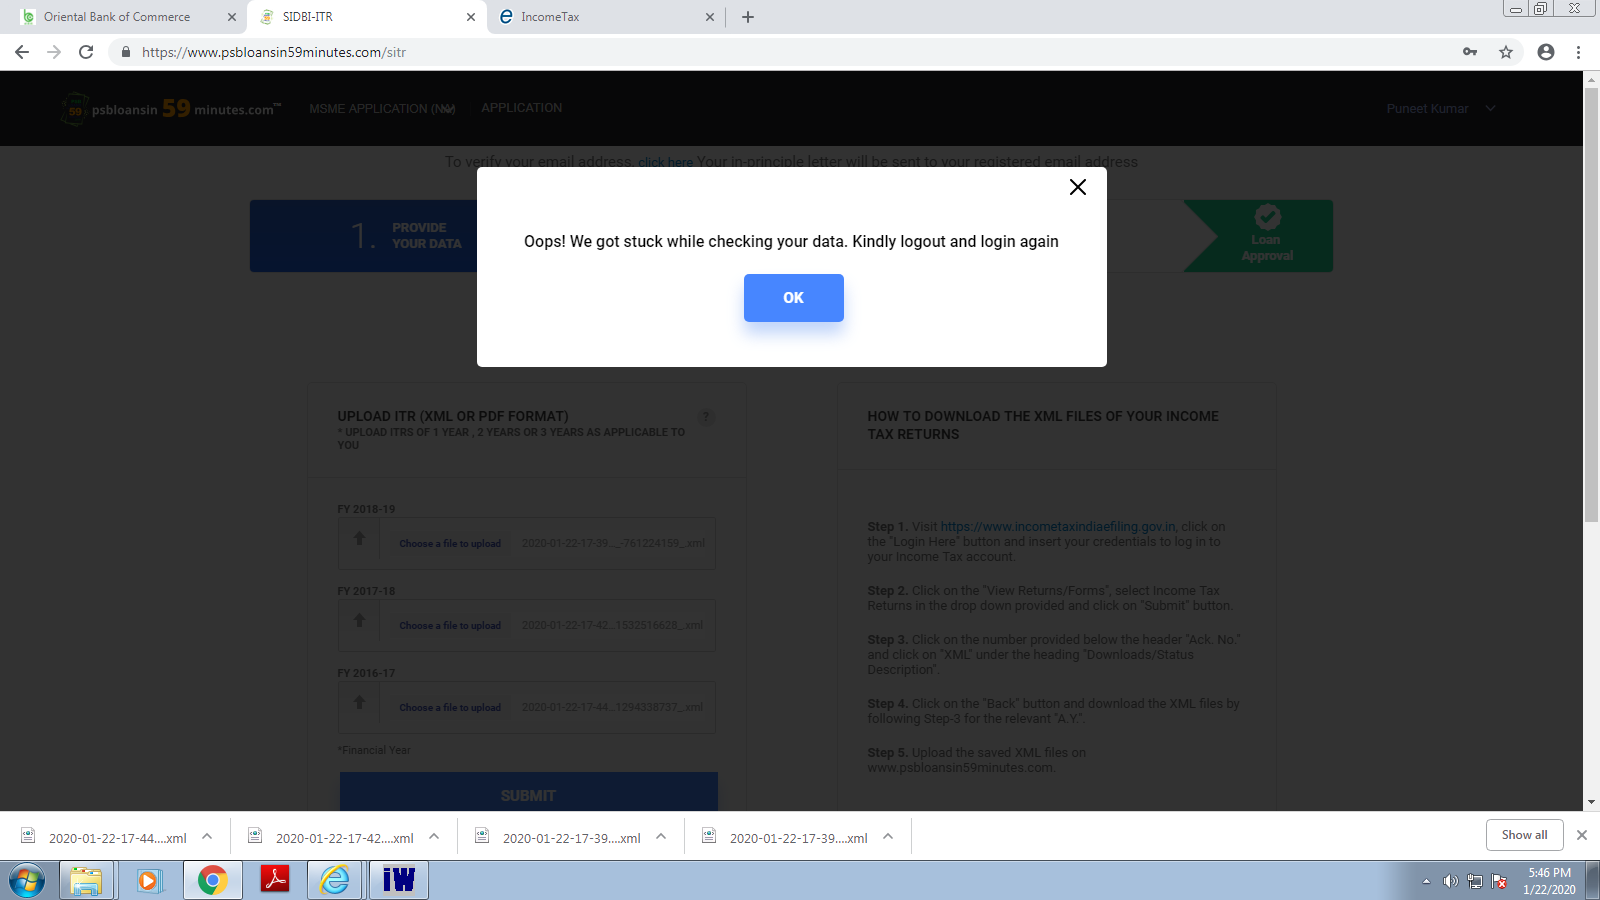 Oriental Bank of Commerce
SIDBI-ITR
IncomeTax
https://www.psbloansin59minutes.com/sitr
psbloansin 59 minutes.com™
MSME APPLICATION
APPLICATION
Puneet Kumar
To verify your email address, click here Your in-principle letter will be sent to your registered email address
1. PROVIDE
YOUR DATA
Loan
Approval
Oops! We got stuck while checking your data. Kindly logout and login again
OK
UPLOAD ITR (XML OR PDF FORMAT)
?
* UPLOAD ITRS OF 1 YEAR , 2 YEARS OR 3 YEARS AS APPLICABLE TO
YOU
FY 2018-19
Choose a file to upload 2020-01-22-17-39..._-761224159_.xml
FY 2017-18
Choose a file to upload 2020-01-22-17-42...1532516628_.xml
FY 2016-17
Choose a file to upload 2020-01-22-17-44...1294338737_.xml
*Financial Year
SUBMIT
HOW TO DOWNLOAD THE XML FILES OF YOUR INCOME
TAX RETURNS
Step 1. Visit https://www.incometaxindiaefiling.gov.in, click on
the "Login Here" button and insert your credentials to log in to
your Income Tax account.
Step 2. Click on the "View Returns/Forms", select Income Tax
Returns in the drop down provided and click on "Submit" button.
Step 3. Click on the number provided below the header "Ack. No."
and click on "XML" under the heading "Downloads/Status
Description".
Step 4. Click on the "Back" button and download the XML files by
following Step-3 for the relevant "A.Y.".
Step 5. Upload the saved XML files on
www.psbloansin59minutes.com.
2020-01-22-17-44....xml
2020-01-22-17-42....xml
2020-01-22-17-39....xml
2020-01-22-17-39....xml
Show all
iW
5:46 PM
1/22/2020